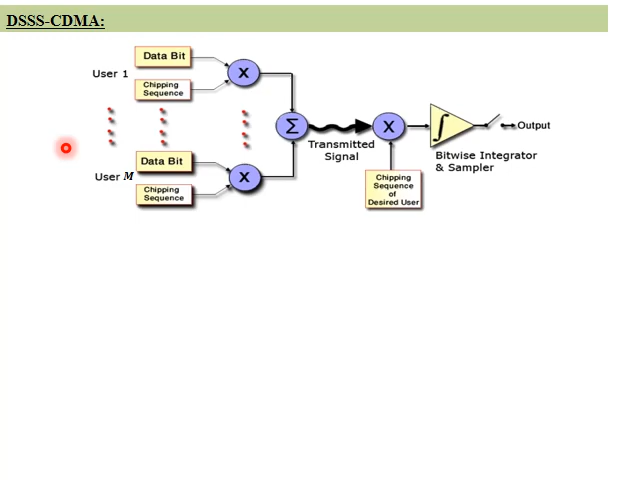 DSSS-CDMA:
Data Bit
User 1
X
Chipping
Sequence
Σ
Transmitted
Signal
X
∫
Output
Bitwise Integrator
& Sampler
Data Bit
User M
X
Chipping
Sequence
Chipping
Sequence
of
Desired User